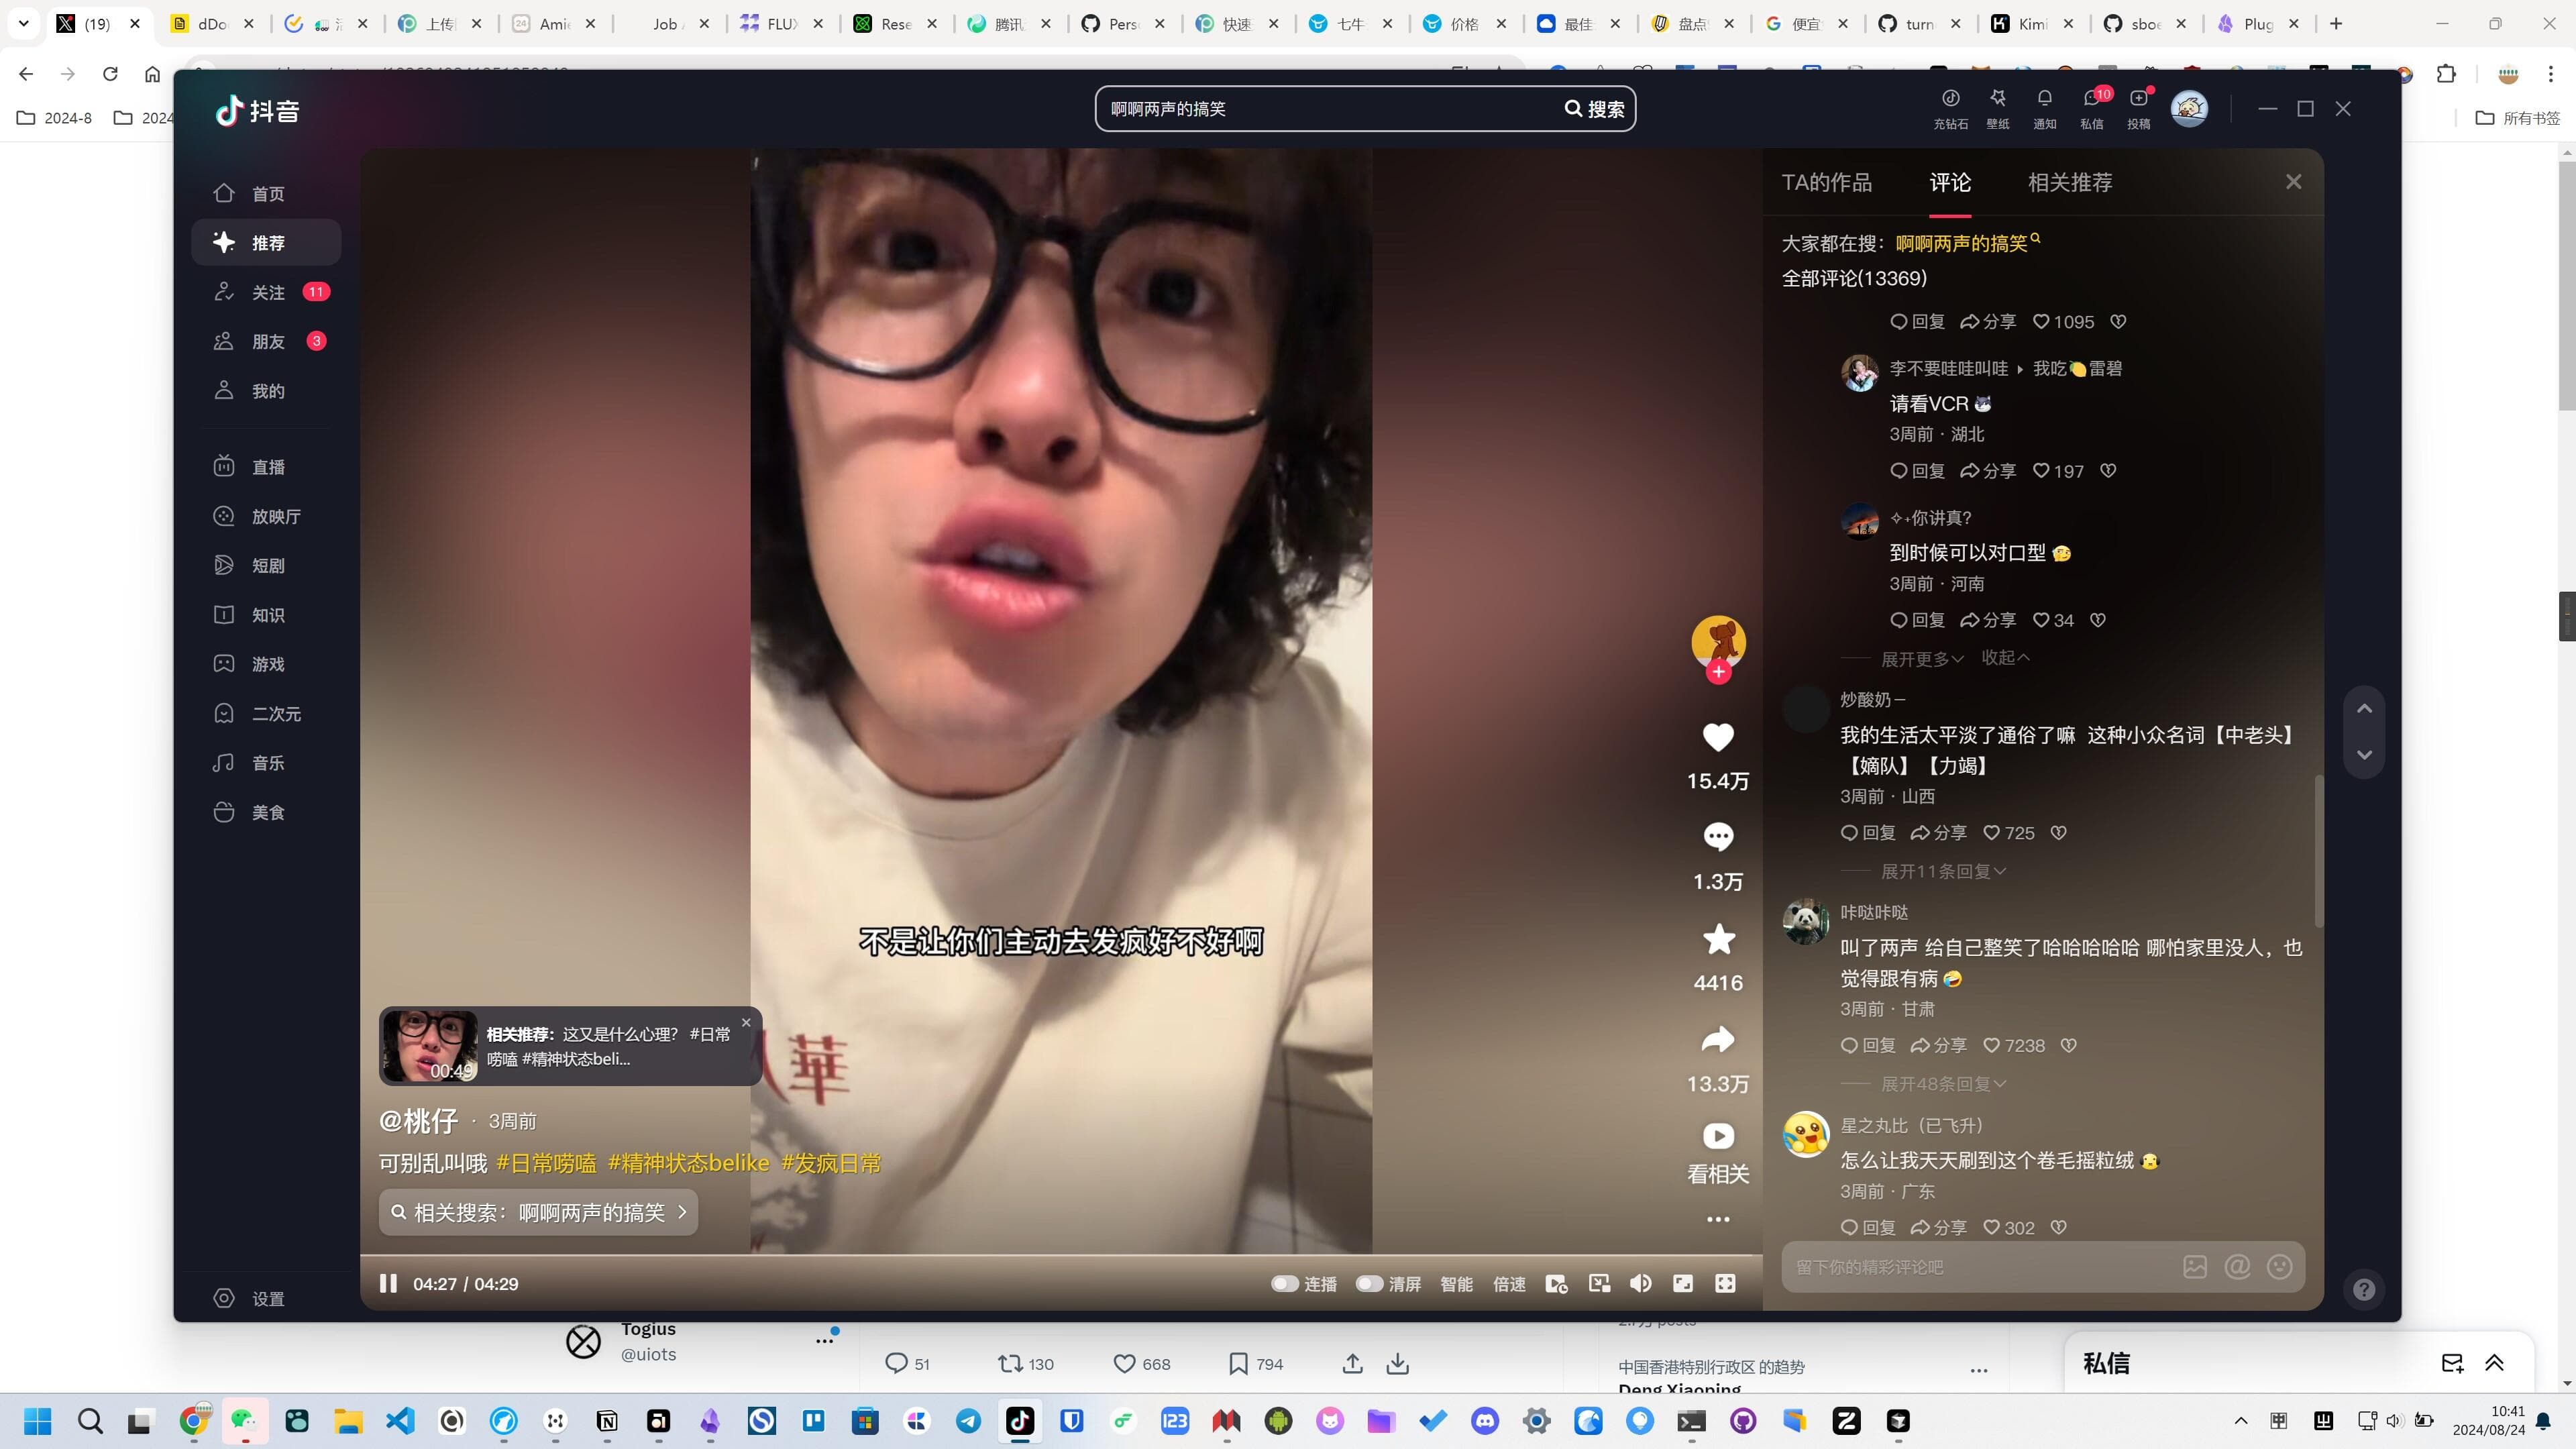 (19)
dDo
上传
Ami
Job
FLUX
Rese
腾讯
Pers
快速
七牛
价格
最佳
盘点
便宜
turn
Kimi
sboe
Plug
2024-8
2024
所有书签
抖音
啊啊两声的搞笑
搜索
充钻石
壁纸
通知
10
私信
投稿
首页
推荐
关注 11
朋友 3
我的
直播
放映厅
短剧
知识
游戏
二次元
音乐
美食
设置
不是让你们主动去发疯好不好啊
華
相关推荐：这又是什么心理？ #日常
唠嗑 #精神状态beli...
00:49
@桃仔 · 3周前
可别乱叫哦 #日常唠嗑 #精神状态belike #发疯日常
相关搜索：啊啊两声的搞笑
04:27 / 04:29
连播
清屏
智能
倍速
15.4万
1.3万
4416
13.3万
看相关
TA的作品
评论
相关推荐
大家都在搜：啊啊两声的搞笑
全部评论(13369)
回复 分享 1095
李不要哇哇叫哇 我吃🍋雷碧
请看VCR
3周前 · 湖北
回复 分享 197
✧₊你讲真?
到时候可以对口型
3周前 · 河南
回复 分享 34
展开更多 收起
炒酸奶－
我的生活太平淡了通俗了嘛 这种小众名词【中老头】
【嫡队】【力竭】
3周前 · 山西
回复 分享 725
展开11条回复
咔哒咔哒
叫了两声 给自己整笑了哈哈哈哈哈 哪怕家里没人，也
觉得跟有病🤣
3周前 · 甘肃
回复 分享 7238
展开48条回复
星之丸比（已飞升）
怎么让我天天刷到这个卷毛摇粒绒
3周前 · 广东
回复 分享 302
留下你的精彩评论吧
Togius
@uiots
51
130
668
794
中国香港特别行政区 的趋势
Deng Xiaoping
私信
123
10:41
2024/08/24